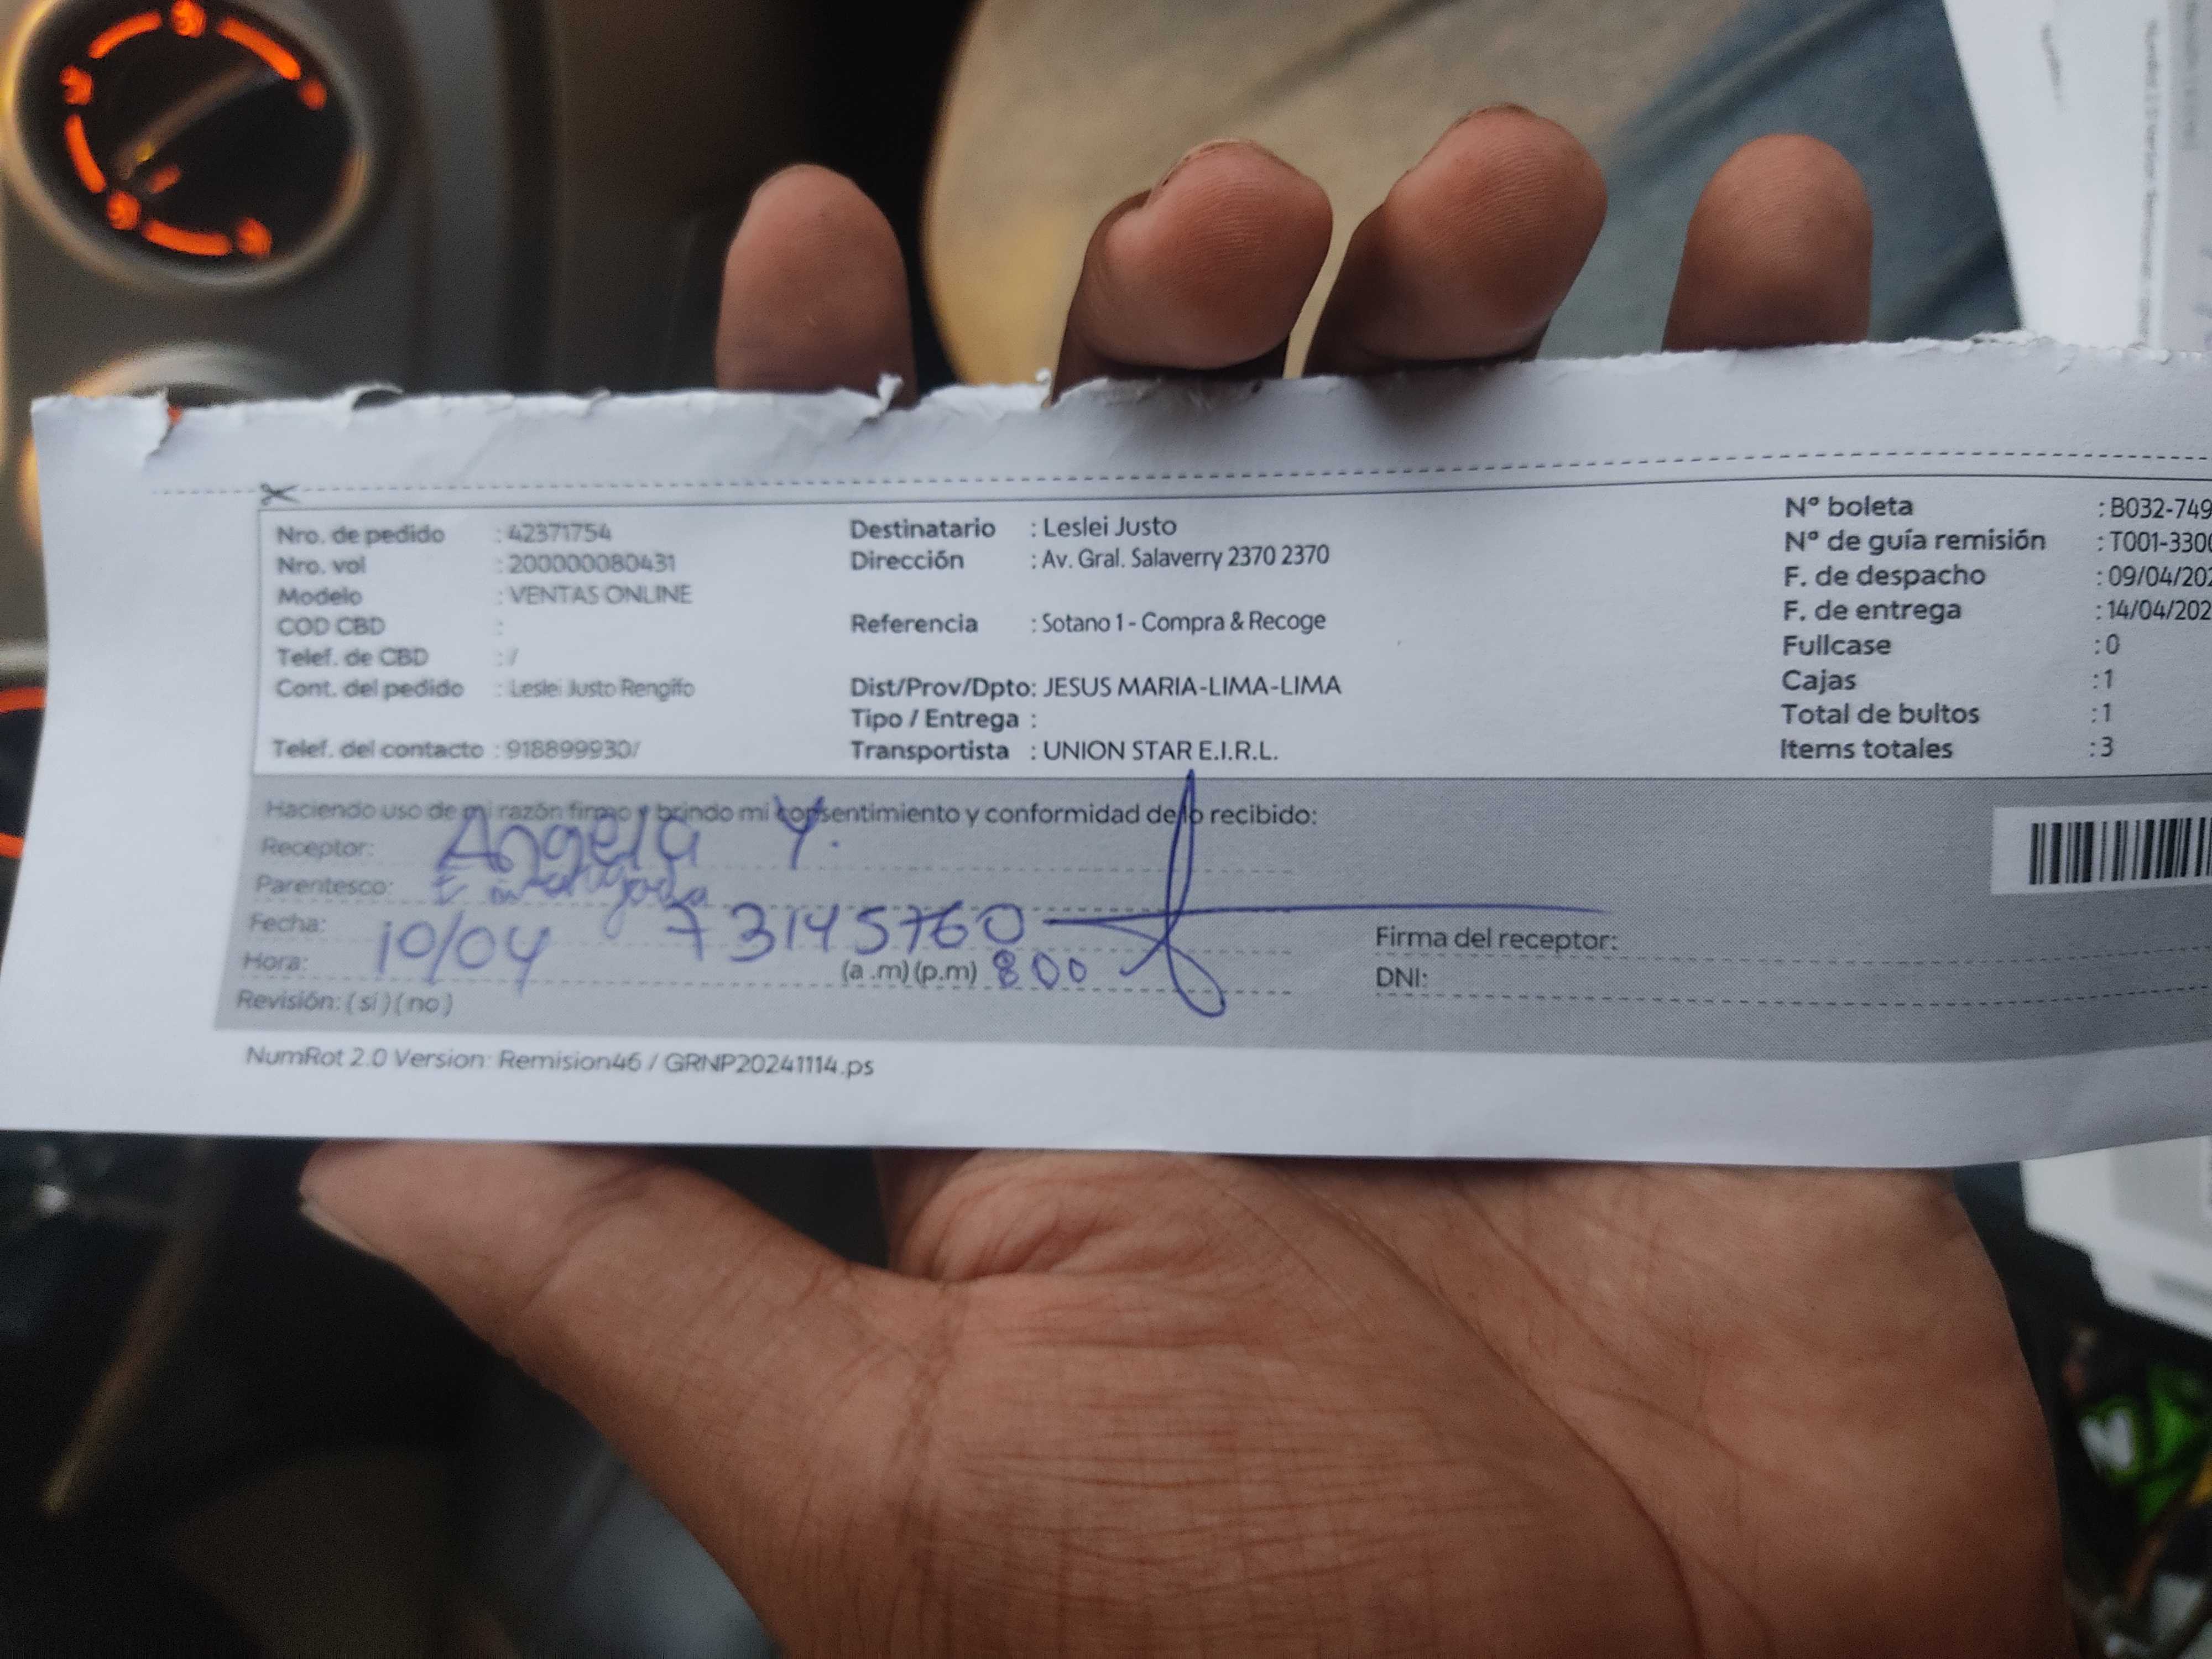 Nro. de pedido : 42371754
Nro. vol : 200000080431
Modelo : VENTAS ONLINE
COD CBD :
Telef. de CBD : /
Cont. del pedido : Leslei Justo Rengifo
Telef. del contacto : 918899930/
Destinatario : Leslei Justo
Dirección : Av. Gral. Salaverry 2370 2370
Referencia : Sotano 1 - Compra & Recoge
Dist/Prov/Dpto: JESUS MARIA-LIMA-LIMA
Tipo / Entrega :
Transportista : UNION STAR E.I.R.L.
Nº boleta : B032-749
Nº de guía remisión : T001-330
F. de despacho : 09/04/202
F. de entrega : 14/04/202
Fullcase : 0
Cajas : 1
Total de bultos : 1
Items totales : 3
Haciendo uso de mi razón firmo y brindo mi consentimiento y conformidad de lo recibido:
Receptor: Angela Y.
Parentesco: Encargada
Fecha: 10/04 73145760
Hora: (a .m) (p.m) 800
Revisión: ( si ) ( no )
Firma del receptor:
DNI:
NumRot 2.0 Version: Remision46 / GRNP20241114.ps